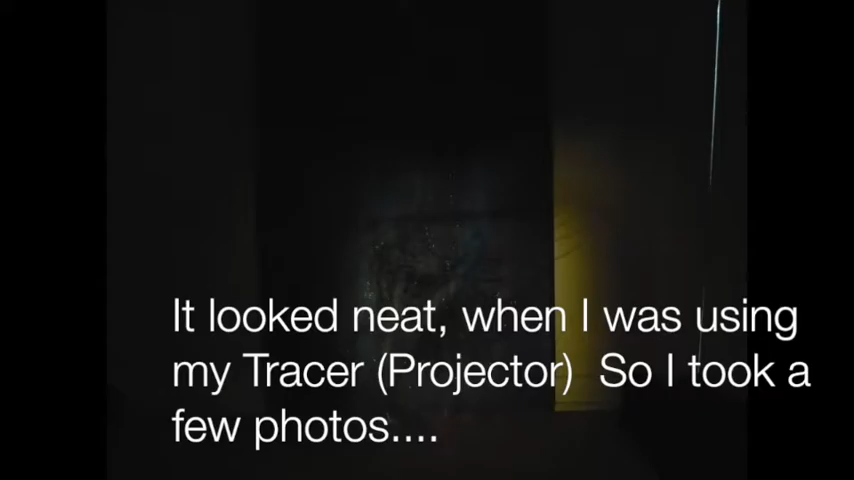 It looked neat, when I was using
my Tracer (Projector)  So I took a
few photos....